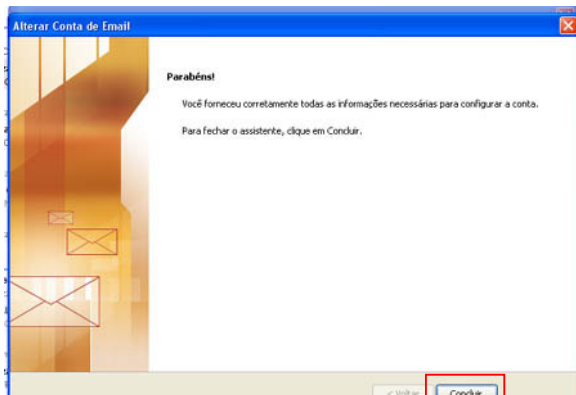 Alterar Conta de Email
Parabéns!
Você forneceu corretamente todas as informações necessárias para configurar a conta.
Para fechar o assistente, clique em Concluir.
< Voltar
Concluir